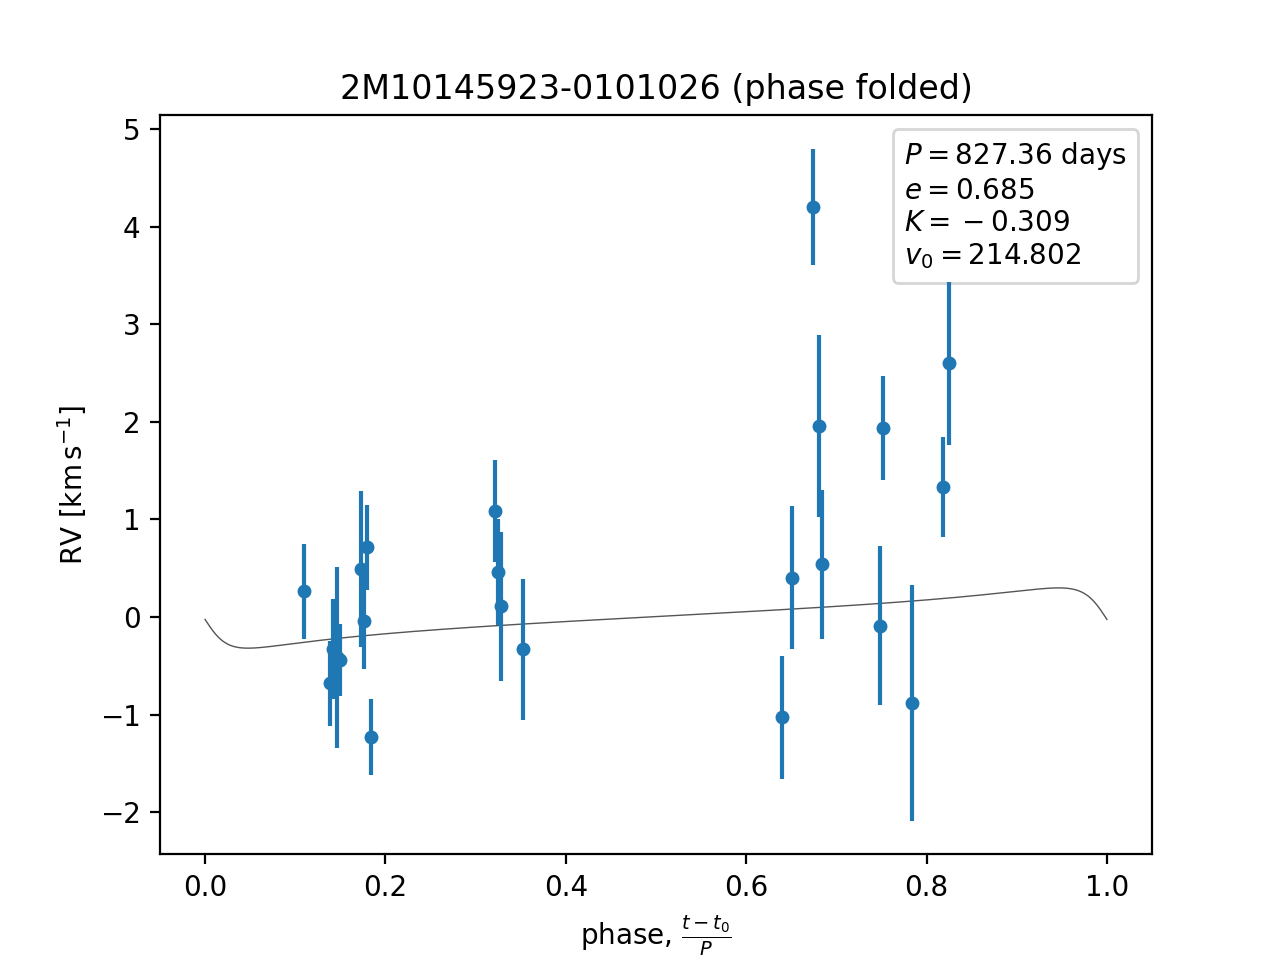 2M10145923-0101026 (phase folded)
P = 827.36 days
e = 0.685
K = −0.309
v₀ = 214.802
RV [km s⁻¹]
5
4
3
2
1
0
−1
−2
0.0 0.2 0.4 0.6 0.8 1.0
phase, (t − t₀)/P